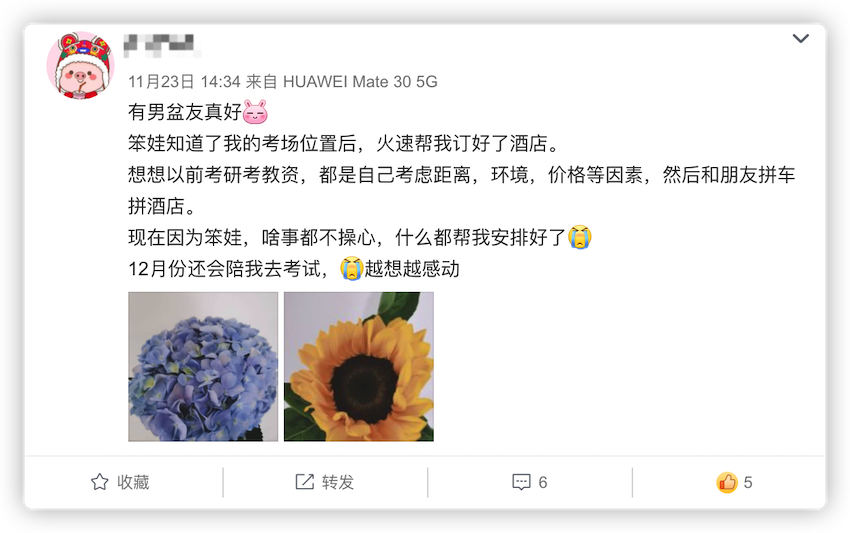 11月23日 14:34 来自 HUAWEI Mate 30 5G
有男盆友真好
笨娃知道了我的考场位置后，火速帮我订好了酒店。
想想以前考研考教资，都是自己考虑距离，环境，价格等因素，然后和朋友拼车
拼酒店。
现在因为笨娃，啥事都不操心，什么都帮我安排好了
12月份还会陪我去考试，越想越感动
收藏
转发
6
5